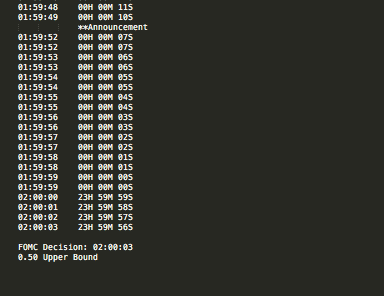 01:59:48 00H 00M 11S
01:59:49 00H 00M 10S
**Announcement
01:59:52 00H 00M 07S
01:59:52 00H 00M 07S
01:59:53 00H 00M 06S
01:59:53 00H 00M 06S
01:59:54 00H 00M 05S
01:59:54 00H 00M 05S
01:59:55 00H 00M 04S
01:59:55 00H 00M 04S
01:59:56 00H 00M 03S
01:59:56 00H 00M 03S
01:59:57 00H 00M 02S
01:59:57 00H 00M 02S
01:59:58 00H 00M 01S
01:59:58 00H 00M 01S
01:59:59 00H 00M 00S
01:59:59 00H 00M 00S
02:00:00 23H 59M 59S
02:00:01 23H 59M 58S
02:00:02 23H 59M 57S
02:00:03 23H 59M 56S
FOMC Decision: 02:00:03
0.50 Upper Bound